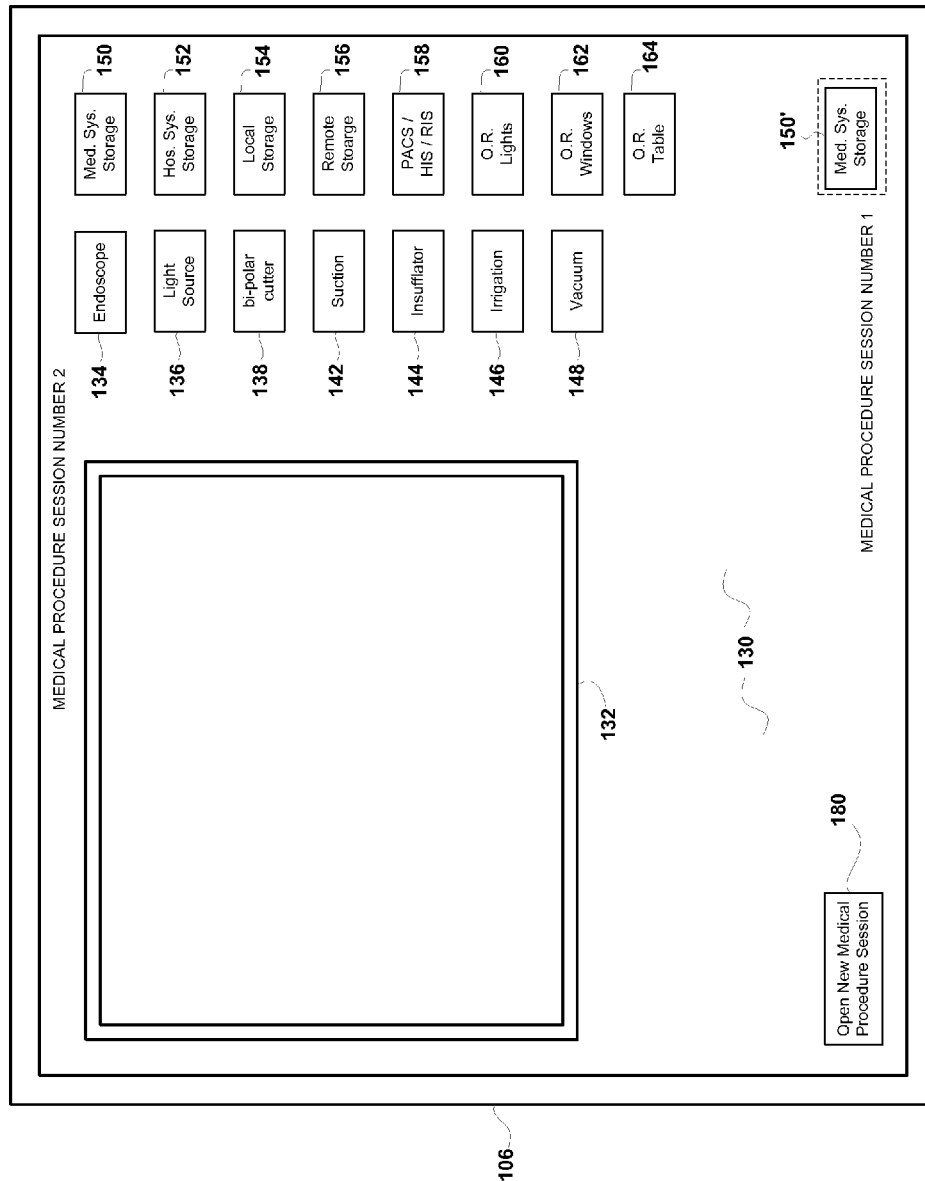 MEDICAL PROCEDURE SESSION NUMBER 2
134
Endoscope
Med. Sys.
Storage
150
136
Light
Source
Hos. Sys.
Storage
152
138
bi-polar
cutter
Local
Storage
154
142
Suction
Remote
Stoarge
156
144
Insufflator
PACS /
HIS / RIS
158
146
Irrigation
O.R.
Lights
160
148
Vacuum
O.R.
Windows
162
O.R.
Table
164
132
130
180
Open New Medical
Procedure Session
MEDICAL PROCEDURE SESSION NUMBER 1
150'
Med. Sys.
Storage
106